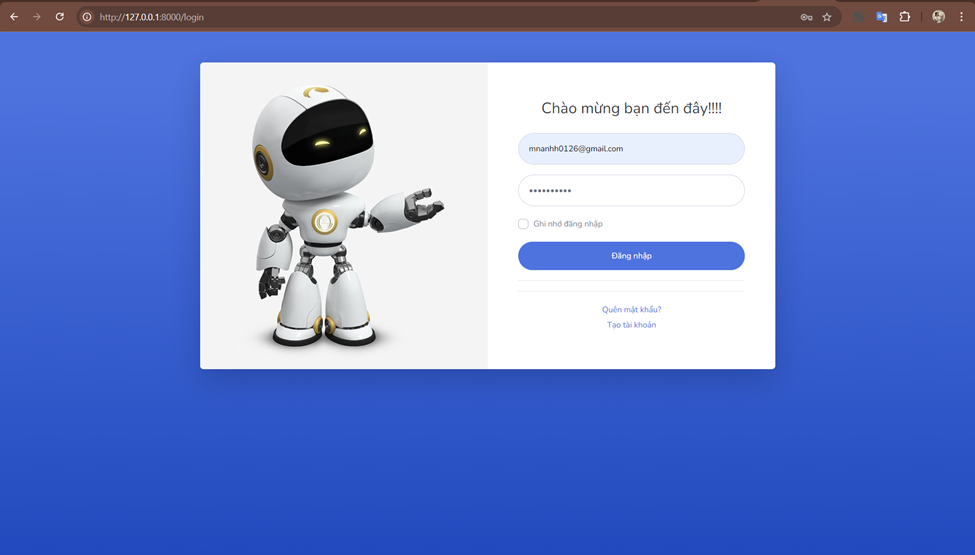 http://127.0.0.1:8000/login
Chào mừng bạn đến đây!!!!
mnanhh0126@gmail.com
••••••••••
Ghi nhớ đăng nhập
Đăng nhập
Quên mật khẩu?
Tạo tài khoản